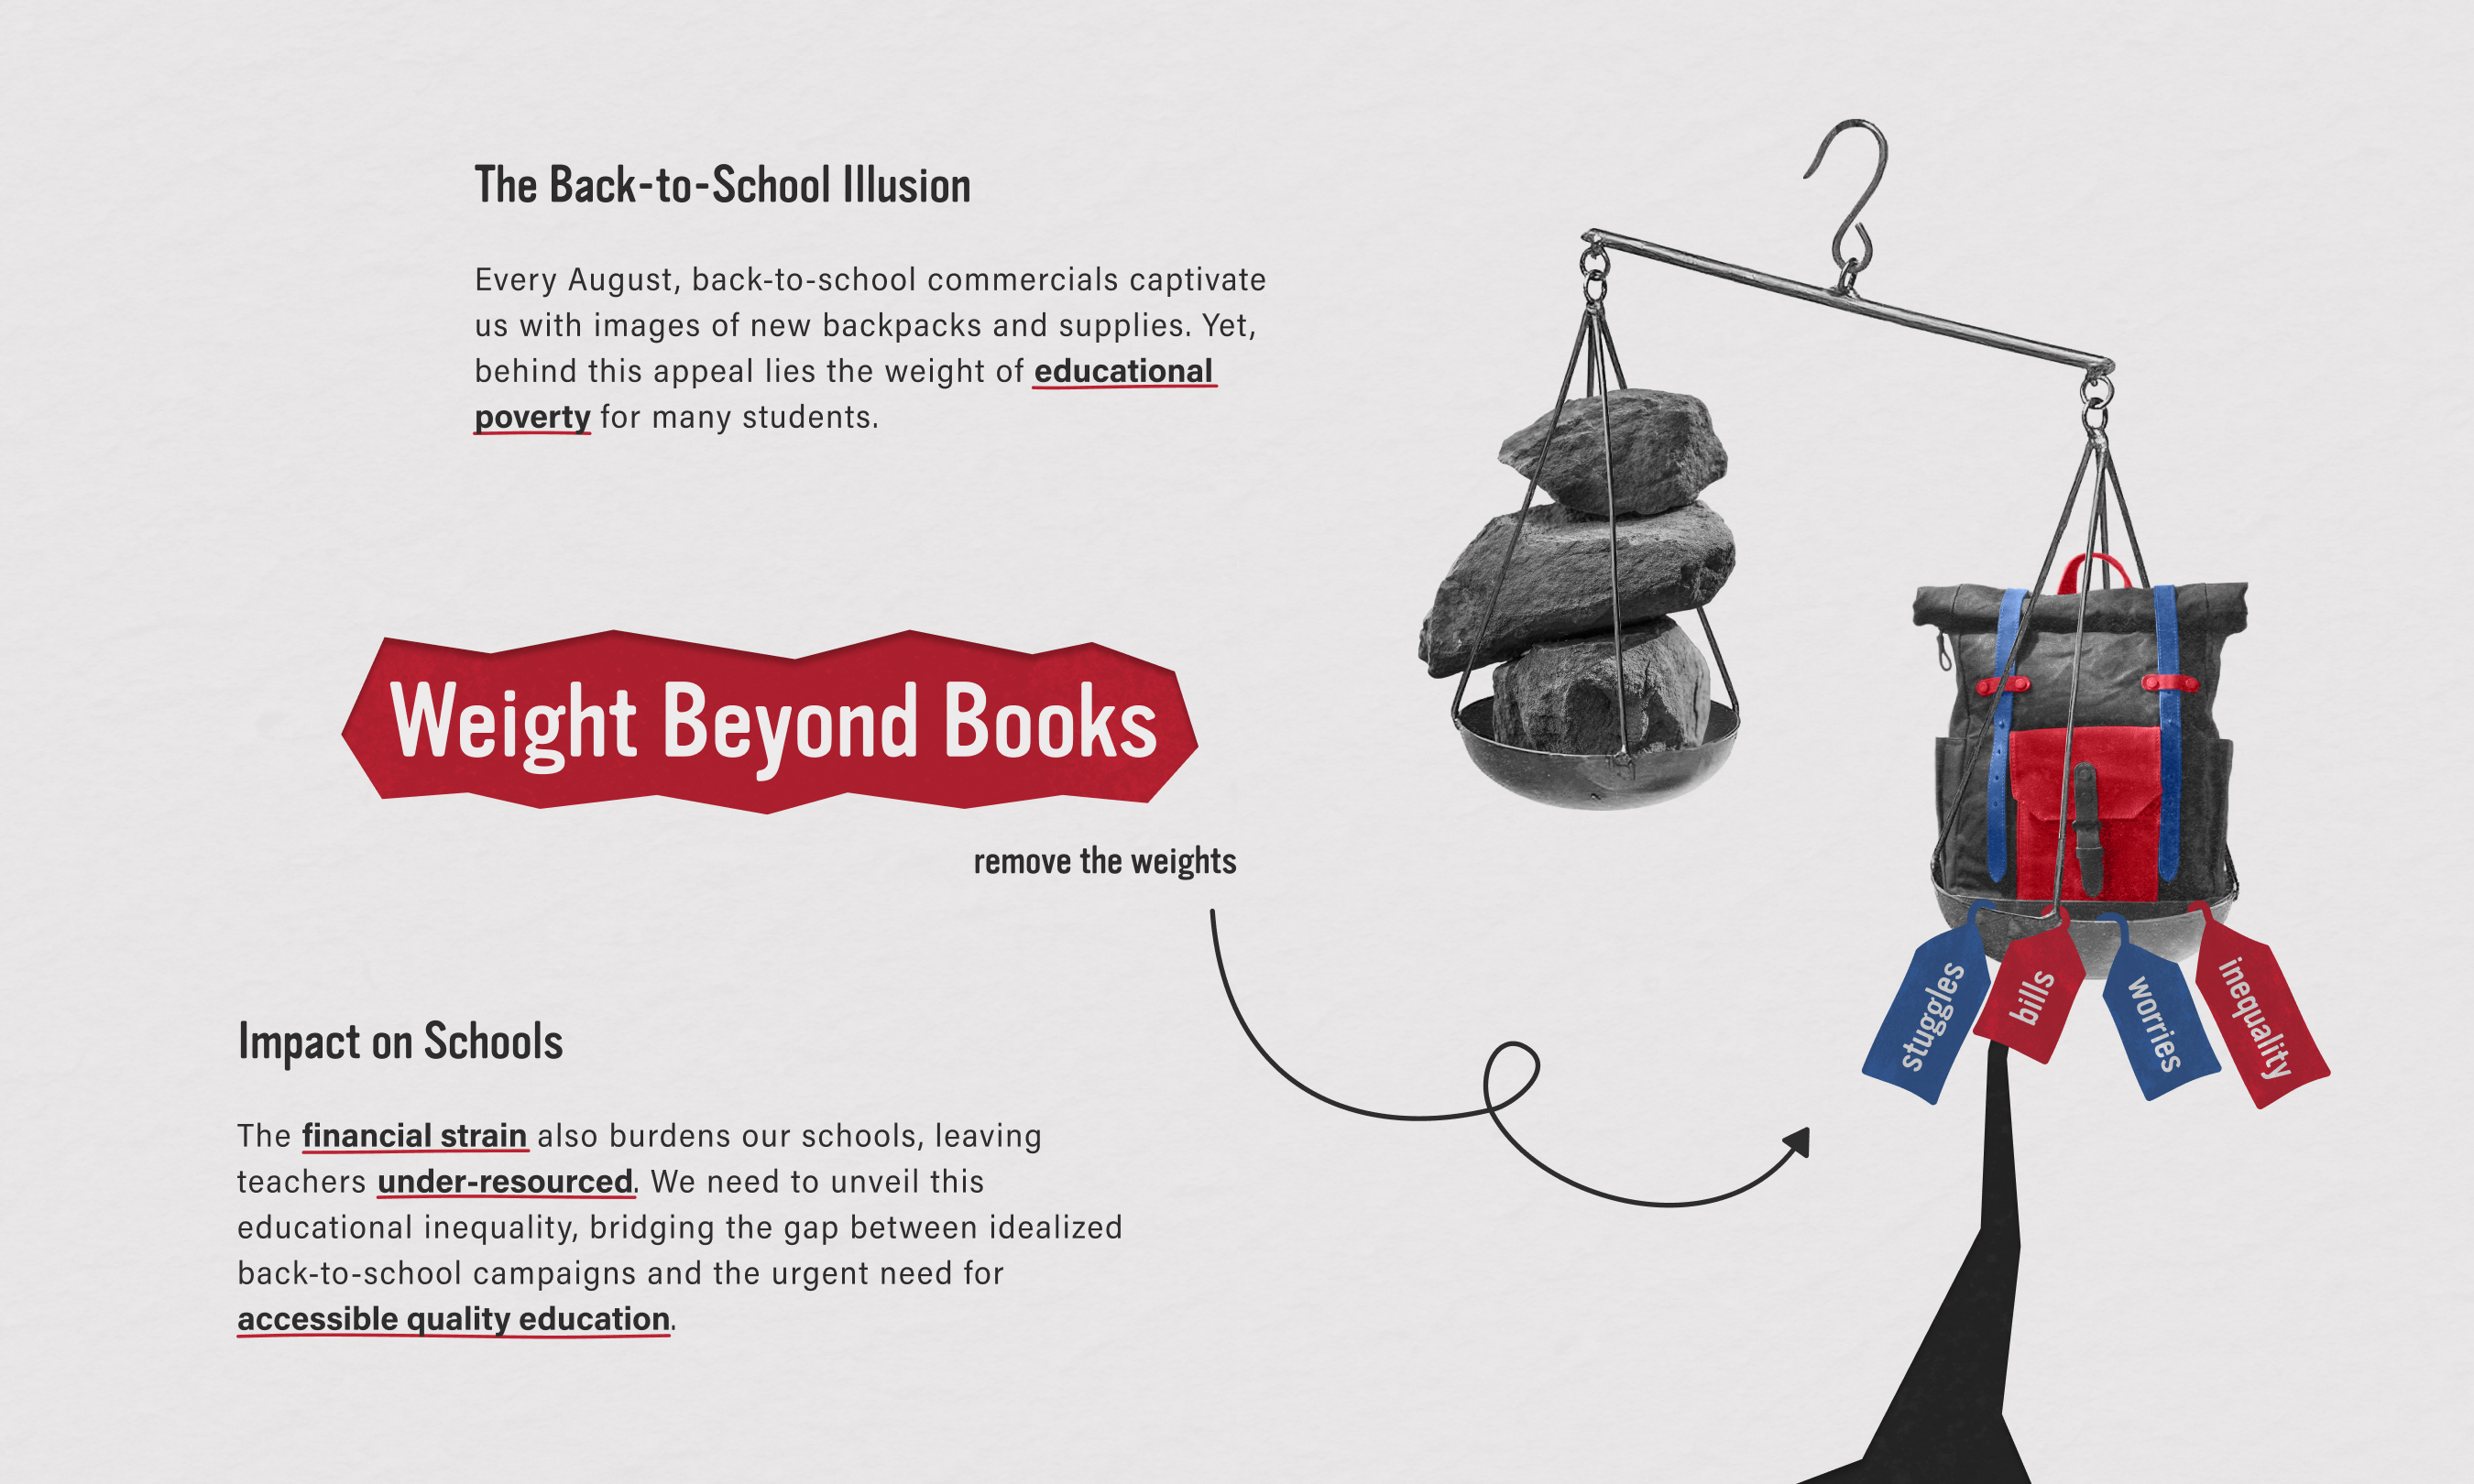 The Back-to-School Illusion
Every August, back-to-school commercials captivate
us with images of new backpacks and supplies. Yet,
behind this appeal lies the weight of educational
poverty for many students.
Weight Beyond Books
remove the weights
stuggles
bills
worries
inequality
Impact on Schools
The financial strain also burdens our schools, leaving
teachers under-resourced. We need to unveil this
educational inequality, bridging the gap between idealized
back-to-school campaigns and the urgent need for
accessible quality education.